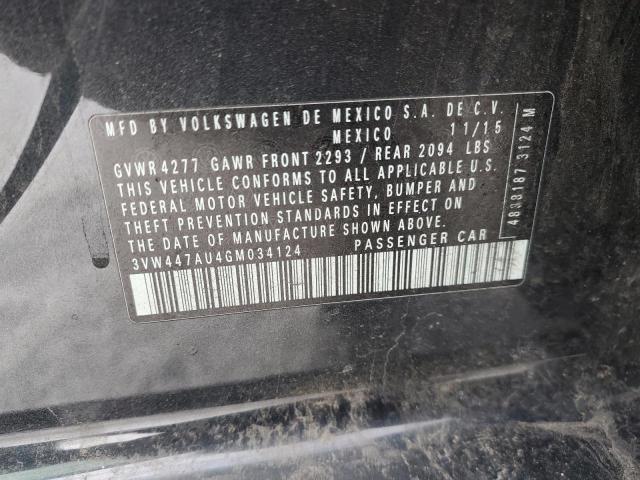 MFD BY VOLKSWAGEN DE MEXICO S.A. DE C.V.
MEXICO 11/15
GVWR 4277 GAWR FRONT 2293 / REAR 2094 LBS
THIS VEHICLE CONFORMS TO ALL APPLICABLE U.S.
FEDERAL MOTOR VEHICLE SAFETY, BUMPER AND
THEFT PREVENTION STANDARDS IN EFFECT ON
THE DATE OF MANUFACTURE SHOWN ABOVE.
3VW447AU4GM034124 PASSENGER CAR
4838187 3124 M